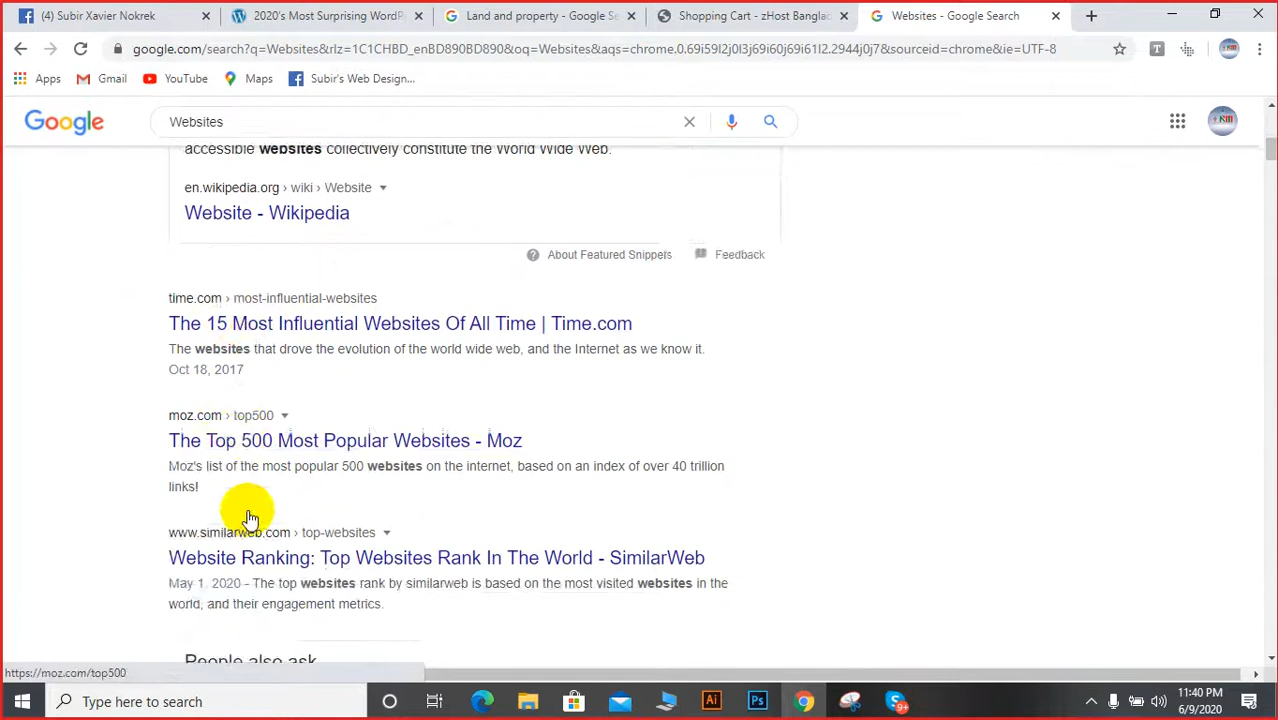 (4) Subir Xavier Nokrek
2020's Most Surprising WordP
Land and property - Google Se
Shopping Cart - zHost Banglad
Websites - Google Search
google.com/search?q=Websites&rlz=1C1CHBD_enBD890BD890&oq=Websites&aqs=chrome.0.69i59l2j0l3j69i60j69i61l2.2944j0j7&sourceid=chrome&ie=UTF-8
Apps Gmail YouTube Maps Subir's Web Design...
Google Websites
accessible websites collectively constitute the World Wide Web.
en.wikipedia.org › wiki › Website
Website - Wikipedia
About Featured Snippets Feedback
time.com › most-influential-websites
The 15 Most Influential Websites Of All Time | Time.com
The websites that drove the evolution of the world wide web, and the Internet as we know it.
Oct 18, 2017
moz.com › top500
The Top 500 Most Popular Websites - Moz
Moz's list of the most popular 500 websites on the internet, based on an index of over 40 trillion
links!
www.similarweb.com › top-websites
Website Ranking: Top Websites Rank In The World - SimilarWeb
May 1, 2020 - The top websites rank by similarweb is based on the most visited websites in the
world, and their engagement metrics.
People also ask
https://moz.com/top500
Type here to search
Ai
Ps
9+
11:40 PM
6/9/2020